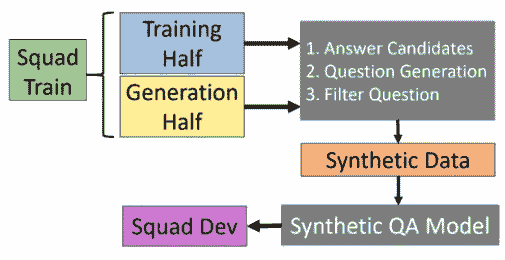 Squad
Train
Training
Half
Generation
Half
1. Answer Candidates
2. Question Generation
3. Filter Question
Synthetic Data
Synthetic QA Model
Squad Dev